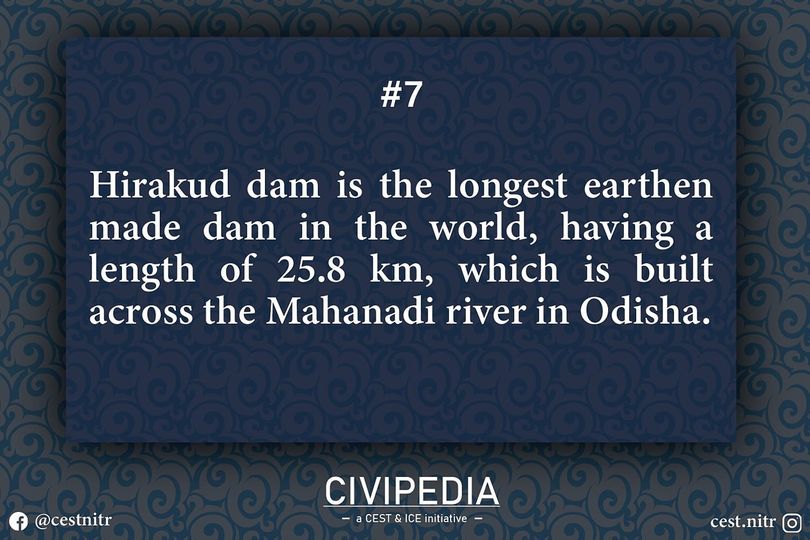 #7
Hirakud dam is the longest earthen
made dam in the world, having a
length of 25.8 km, which is built
across the Mahanadi river in Odisha.
CIVIPEDIA
– a CEST & ICE initiative –
@cestnitr
cest.nitr